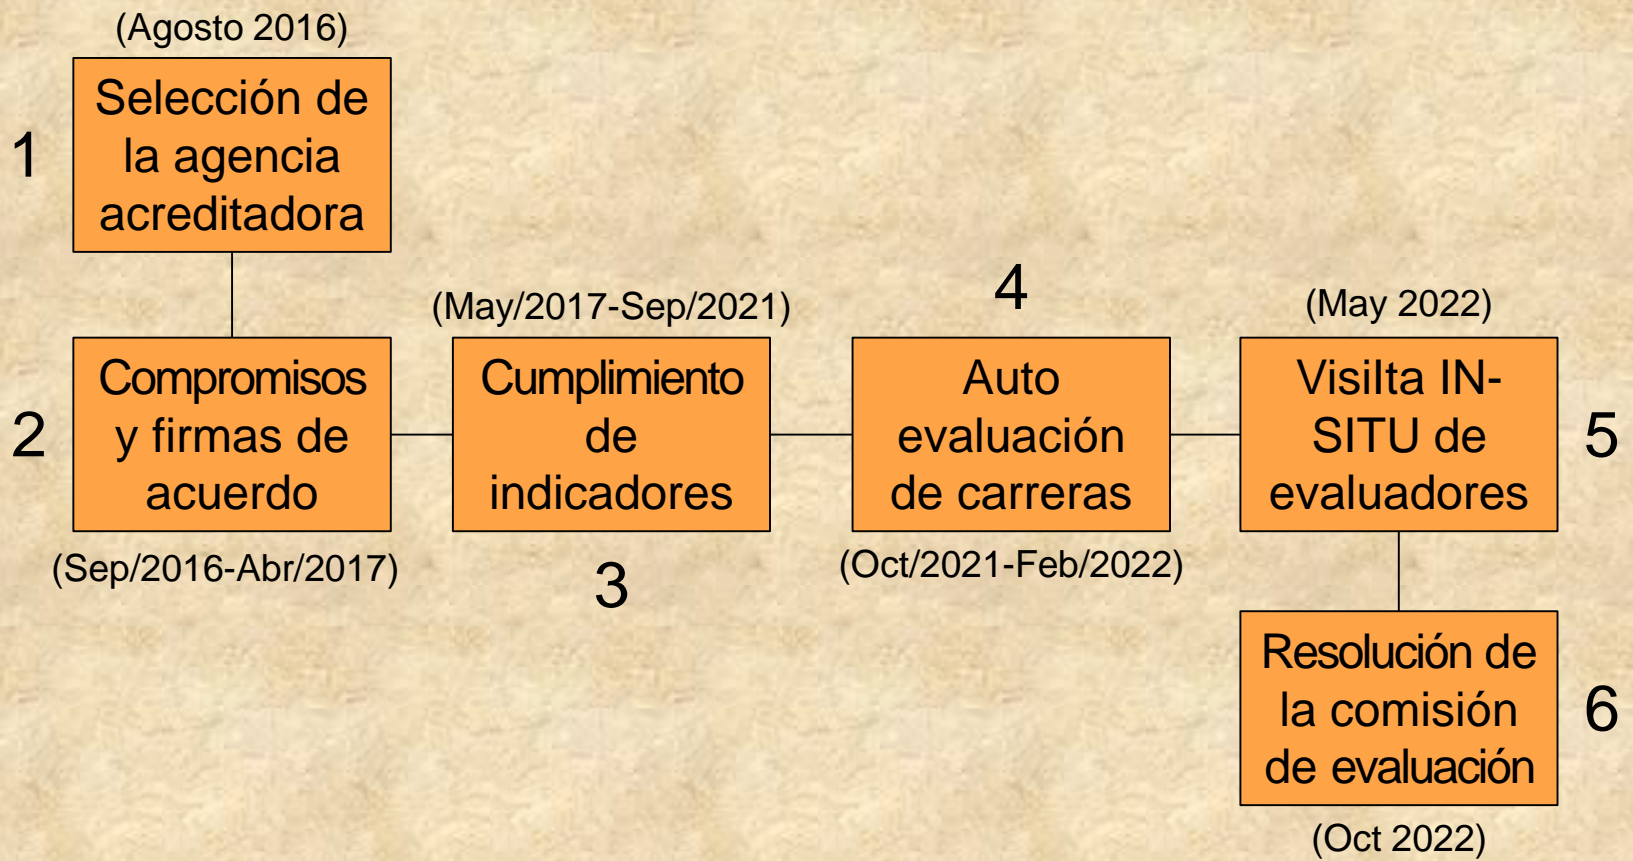 (Agosto 2016)
1
Selección de
la agencia
acreditadora
2
Compromisos
y firmas de
acuerdo
(Sep/2016-Abr/2017)
(May/2017-Sep/2021)
Cumplimiento
de
indicadores
3
4
Auto
evaluación
de carreras
(Oct/2021-Feb/2022)
(May 2022)
VisiIta IN-
SITU de
evaluadores
5
Resolución de
la comisión
de evaluación
6
(Oct 2022)